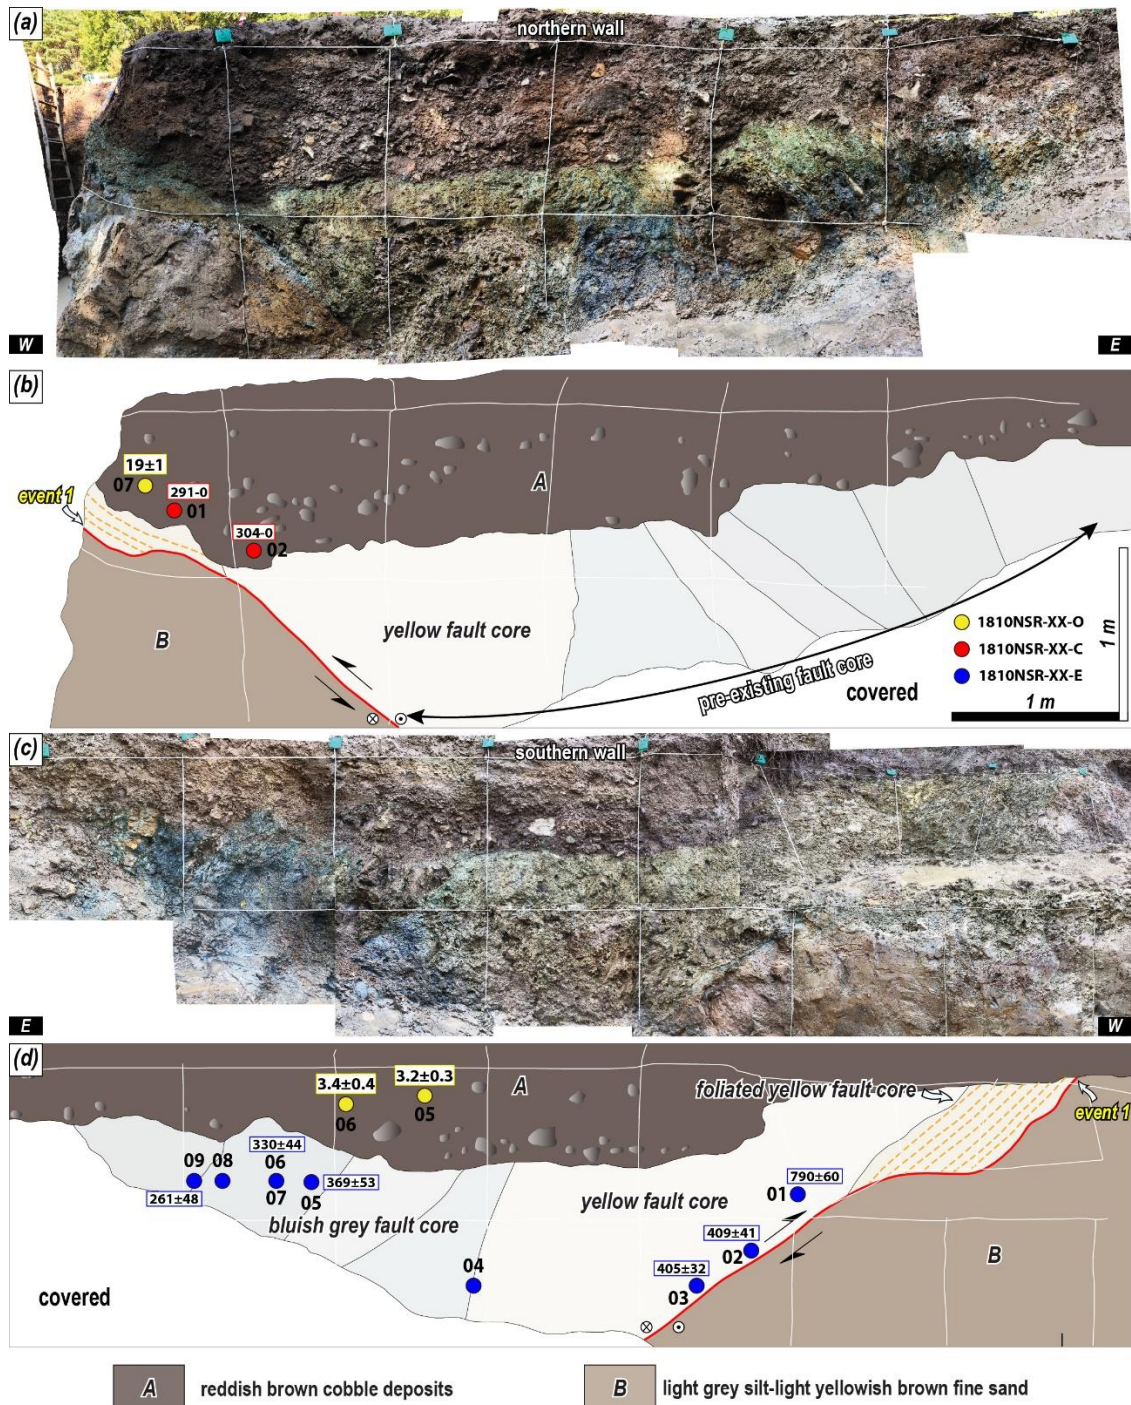 (a)
northern wall
W
E
(b)
19±1
07
291-0
01
event 1
304-0
02
A
B
yellow fault core
pre-existing fault core
covered
1810NSR-XX-O
1810NSR-XX-C
1810NSR-XX-E
1 m
1 m
(c)
southern wall
E
W
(d)
3.4±0.4
3.2±0.3
06
05
A
foliated yellow fault core
event 1
09
08
330±44
06
07
05
369±53
261±48
bluish grey fault core
790±60
01
yellow fault core
409±41
02
405±32
03
04
B
covered
A
reddish brown cobble deposits
B
light grey silt-light yellowish brown fine sand